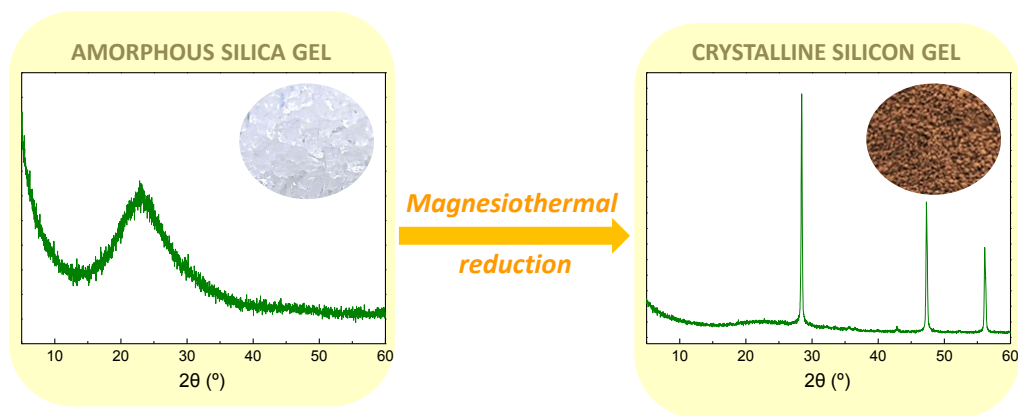 AMORPHOUS SILICA GEL
10 20 30 40 50 60
2θ (º)
Magnesiothermal
reduction
CRYSTALLINE SILICON GEL
10 20 30 40 50 60
2θ (º)